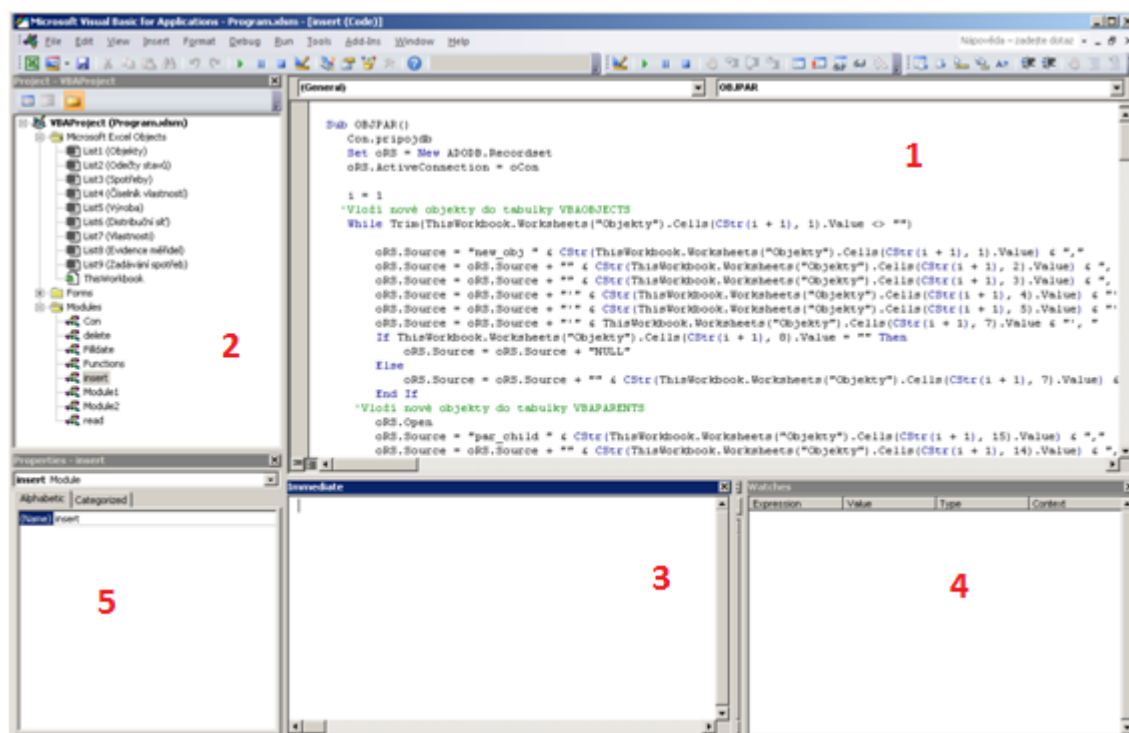 Microsoft Visual Basic for Applications - Program.xlsm - [insert (Code)]
File Edit View Insert Format Debug Run Tools Add-Ins Window Help
Nápověda – zadejte dotaz
Project - VBAProject
VBAProject (Program.xlsm)
Microsoft Excel Objects
List1 (Objekty)
List2 (Odečty stavů)
List3 (Spotřeby)
List4 (Číselník vlastností)
List5 (Výroba)
List6 (Distribuční síť)
List7 (Vlastnosti)
List8 (Evidence měřidel)
List9 (Zadávání spotřeb)
ThisWorkbook
Forms
Modules
Con
delete
Filldate
Functions
insert
Module1
Module2
read
2
(General)
OBJPAR
Sub OBJPAR()
Con.pripojdb
Set oRS = New ADODB.Recordset
oRS.ActiveConnection = oCon
i = 1
'Vloží nové objekty do tabulky VBAOBJECTS
While Trim(ThisWorkbook.Worksheets("Objekty").Cells(CStr(i + 1), 1).Value <> "")
oRS.Source = "new_obj " & CStr(ThisWorkbook.Worksheets("Objekty").Cells(CStr(i + 1), 1).Value) & ","
oRS.Source = oRS.Source + "" & CStr(ThisWorkbook.Worksheets("Objekty").Cells(CStr(i + 1), 2).Value) & ",
oRS.Source = oRS.Source + "" & CStr(ThisWorkbook.Worksheets("Objekty").Cells(CStr(i + 1), 3).Value) & ",
oRS.Source = oRS.Source + "'" & CStr(ThisWorkbook.Worksheets("Objekty").Cells(CStr(i + 1), 4).Value) & "'
oRS.Source = oRS.Source + "'" & CStr(ThisWorkbook.Worksheets("Objekty").Cells(CStr(i + 1), 5).Value) & "'
oRS.Source = oRS.Source + "'" & ThisWorkbook.Worksheets("Objekty").Cells(CStr(i + 1), 7).Value & "', "
If ThisWorkbook.Worksheets("Objekty").Cells(CStr(i + 1), 8).Value = "" Then
oRS.Source = oRS.Source + "NULL"
Else
oRS.Source = oRS.Source + "" & CStr(ThisWorkbook.Worksheets("Objekty").Cells(CStr(i + 1), 7).Value) &
End If
'Vloží nové objekty do tabulky VBAPARENTS
oRS.Open
oRS.Source = "par_child " & CStr(ThisWorkbook.Worksheets("Objekty").Cells(CStr(i + 1), 15).Value) & ","
oRS.Source = oRS.Source + "" & CStr(ThisWorkbook.Worksheets("Objekty").Cells(CStr(i + 1), 14).Value) & ",
1
Properties - insert
insert Module
Alphabetic Categorized
(Name) insert
5
Immediate
3
Watches
Expression Value Type Context
4